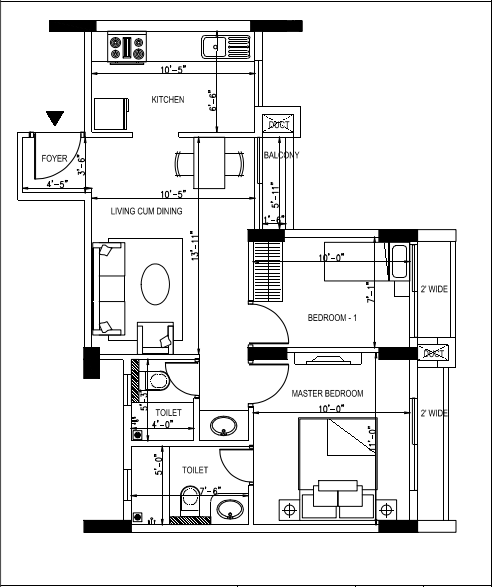 10'-5"
6'-6"
KITCHEN
DUCT
FOYER
3'-6"
BALCONY
4'-5"
10'-5"
5'-11"
LIVING CUM DINING
1'-6"
13'-11"
10'-0"
7'-1"
2' WIDE
BEDROOM - 1
DUCT
5'-3"
MASTER BEDROOM
10'-0"
TOILET
2' WIDE
4'-0"
11'-0"
5'-0"
TOILET
7'-6"